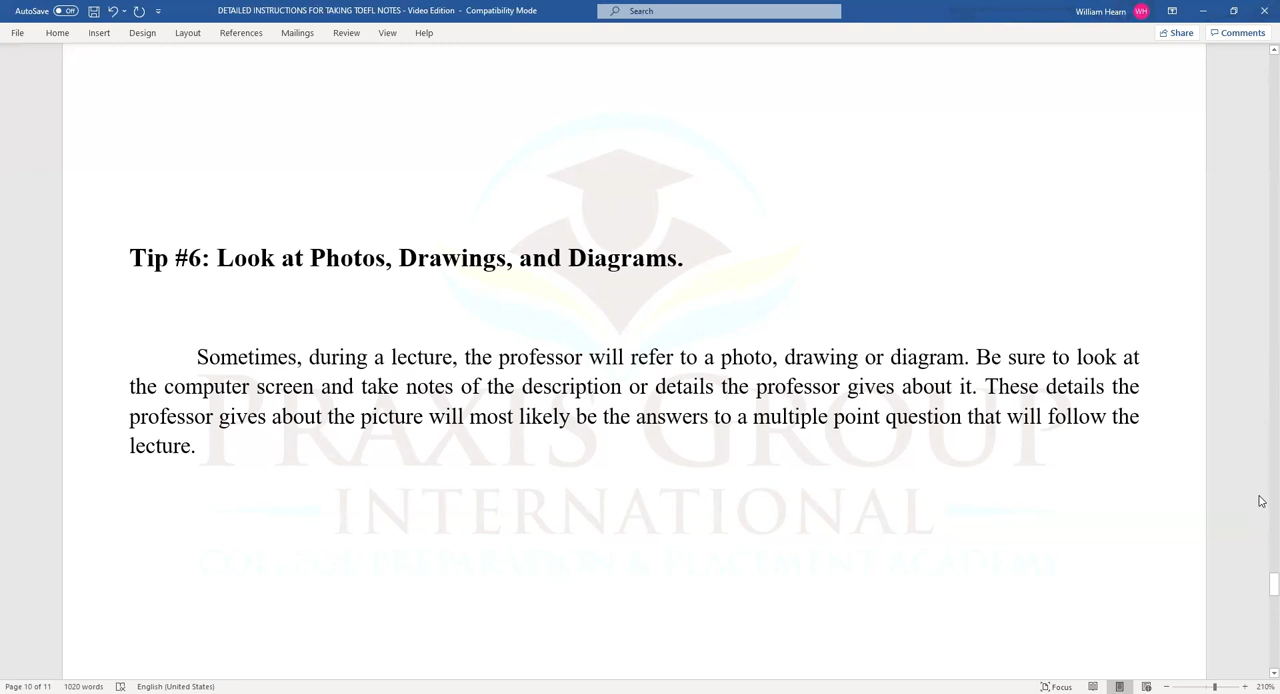 AutoSave Off DETAILED INSTRUCTIONS FOR TAKING TOEFL NOTES - Video Edition - Compatibility Mode Search William Hearn WH
File Home Insert Design Layout References Mailings Review View Help Share Comments
Tip #6: Look at Photos, Drawings, and Diagrams.
Sometimes, during a lecture, the professor will refer to a photo, drawing or diagram. Be sure to look at
the computer screen and take notes of the description or details the professor gives about it. These details the
professor gives about the picture will most likely be the answers to a multiple point question that will follow the
lecture.
PRAXIS GROUP
INTERNATIONAL
COLLEGE PREPARATION & PLACEMENT ACADEMY
Page 10 of 11 1020 words English (United States) Focus 210%